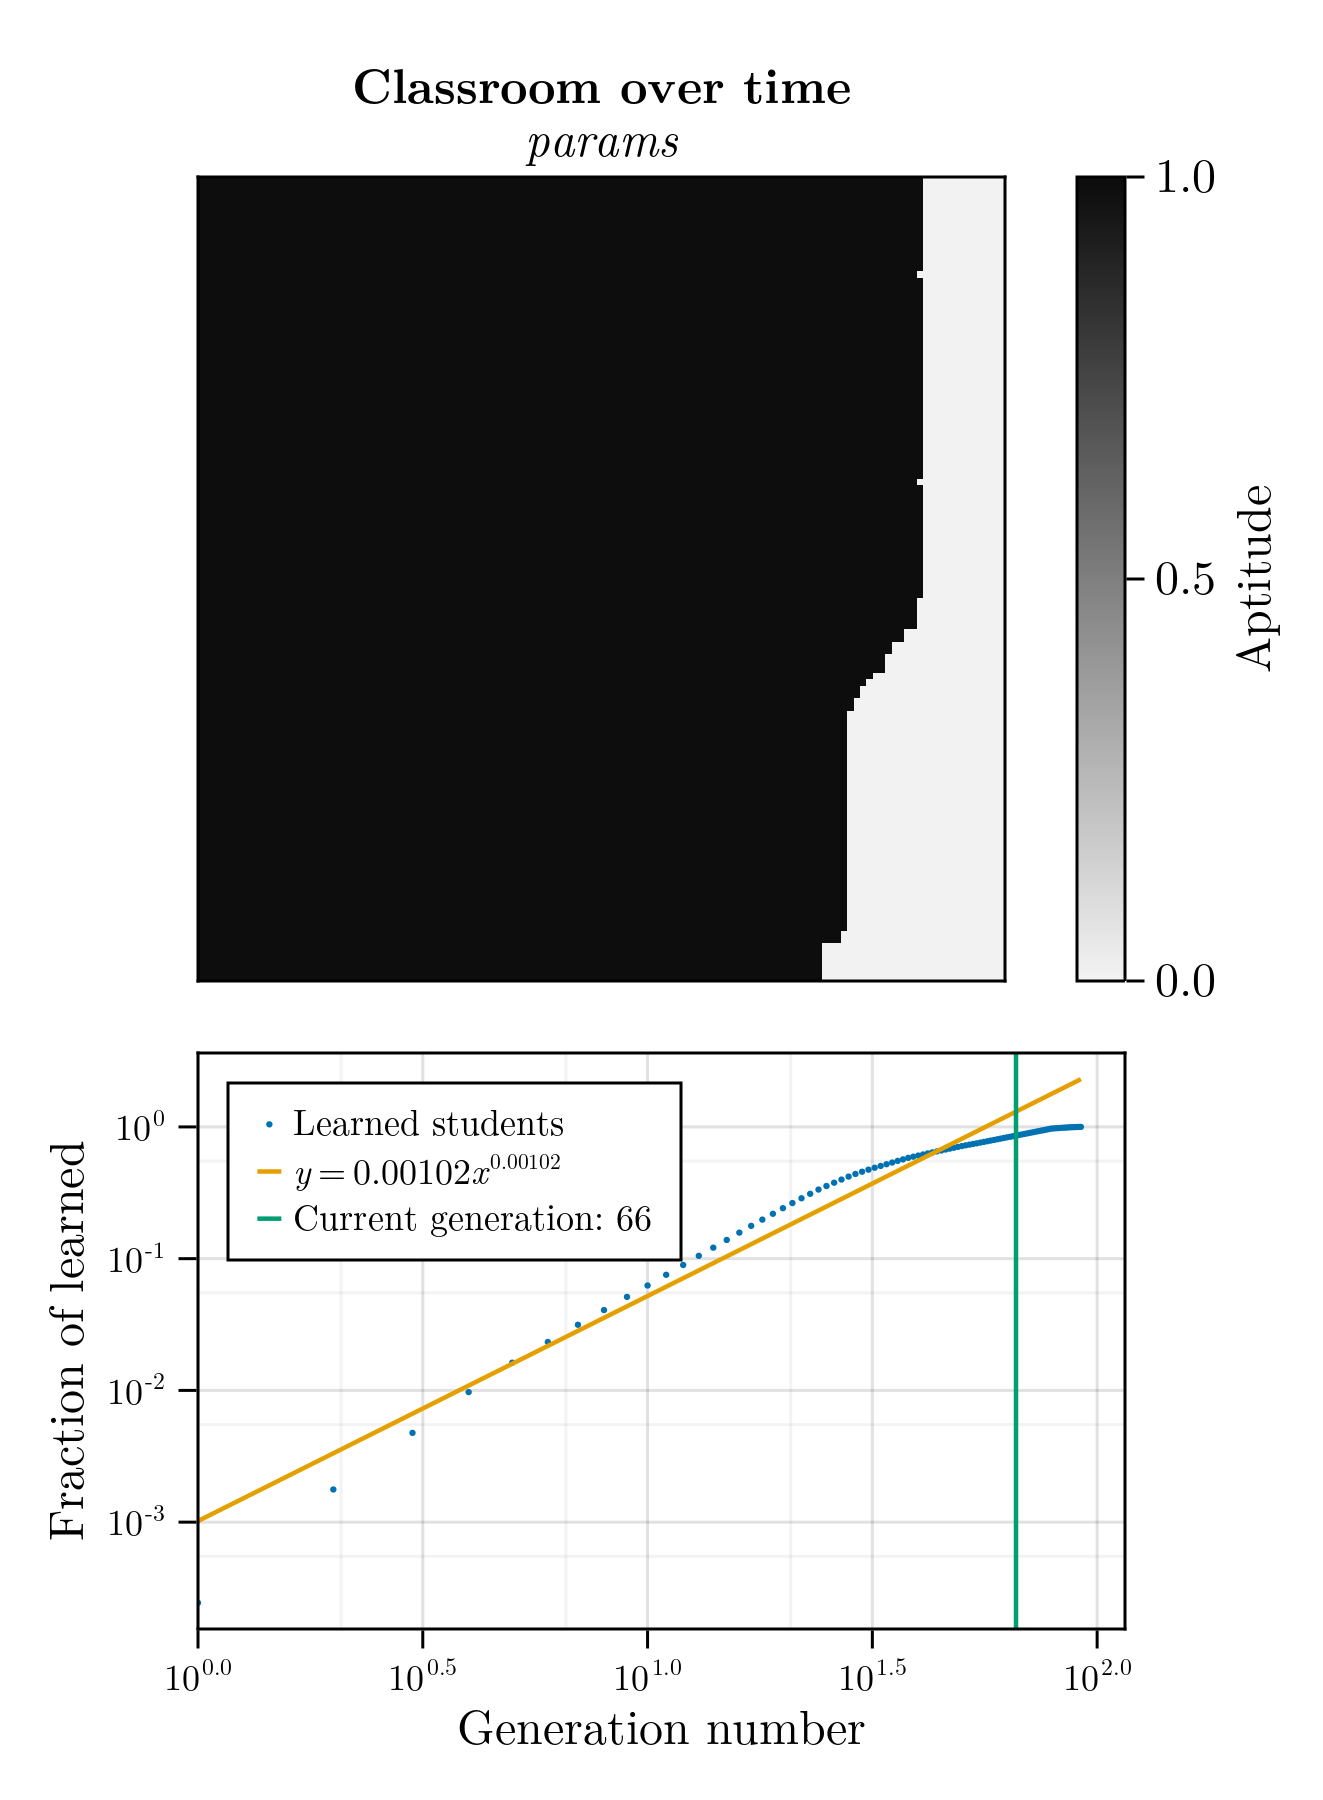 Classroom over time
params
1.0
0.5
0.0
Aptitude
Learned students
y = 0.00102x^0.00102
Current generation: 66
10^0
10^-1
10^-2
10^-3
Fraction of learned
10^0.0 10^0.5 10^1.0 10^1.5 10^2.0
Generation number